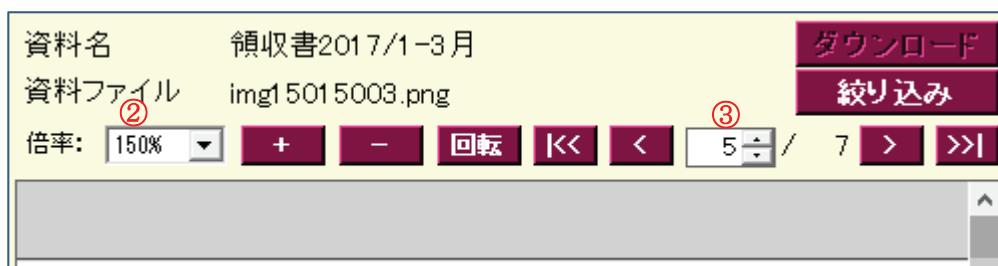 資料名 領収書2017/1-3月 ダウンロード
資料ファイル img15015003.png 絞り込み
② ③
倍率: 150% + - 回転 |<< < 5 / 7 > >>|